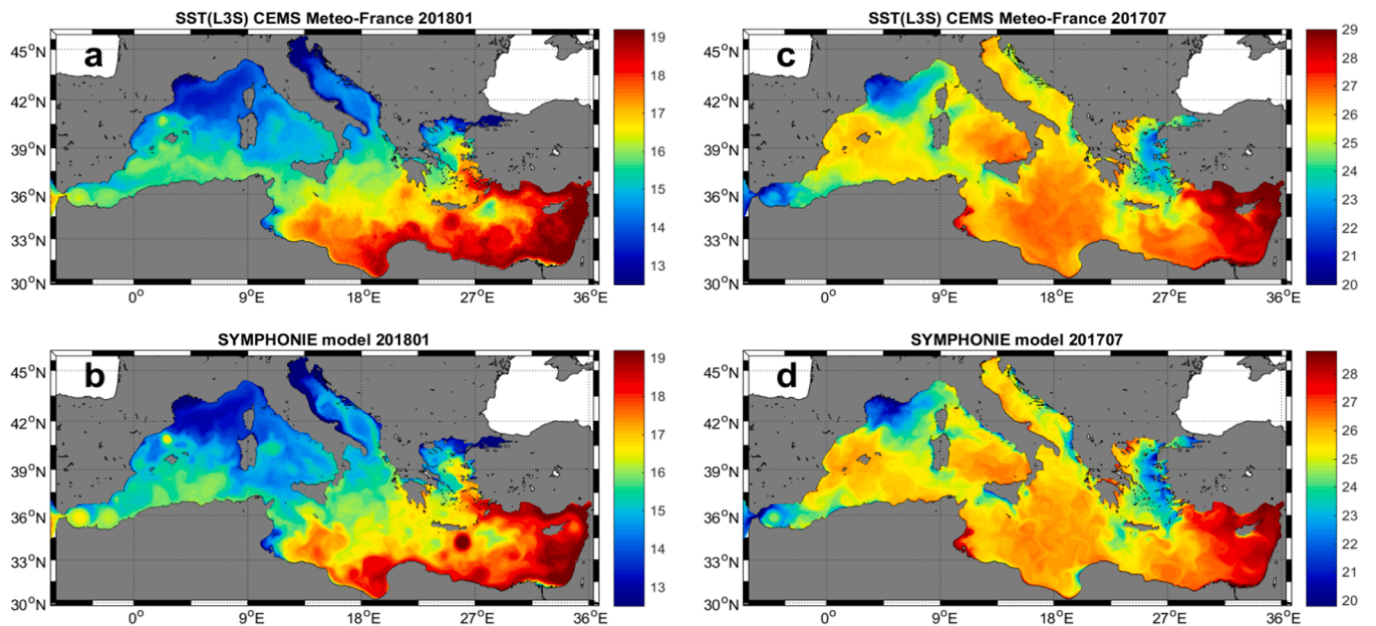 SST(L3S) CEMS Meteo-France 201801
a
45°N
42°N
39°N
36°N
33°N
30°N
0°
9°E
18°E
27°E
36°E
19
18
17
16
15
14
13
SST(L3S) CEMS Meteo-France 201707
c
45°N
42°N
39°N
36°N
33°N
30°N
0°
9°E
18°E
27°E
36°E
29
28
27
26
25
24
23
22
21
20
SYMPHONIE model 201801
b
45°N
42°N
39°N
36°N
33°N
30°N
0°
9°E
18°E
27°E
36°E
19
18
17
16
15
14
13
SYMPHONIE model 201707
d
45°N
42°N
39°N
36°N
33°N
30°N
0°
9°E
18°E
27°E
36°E
28
27
26
25
24
23
22
21
20